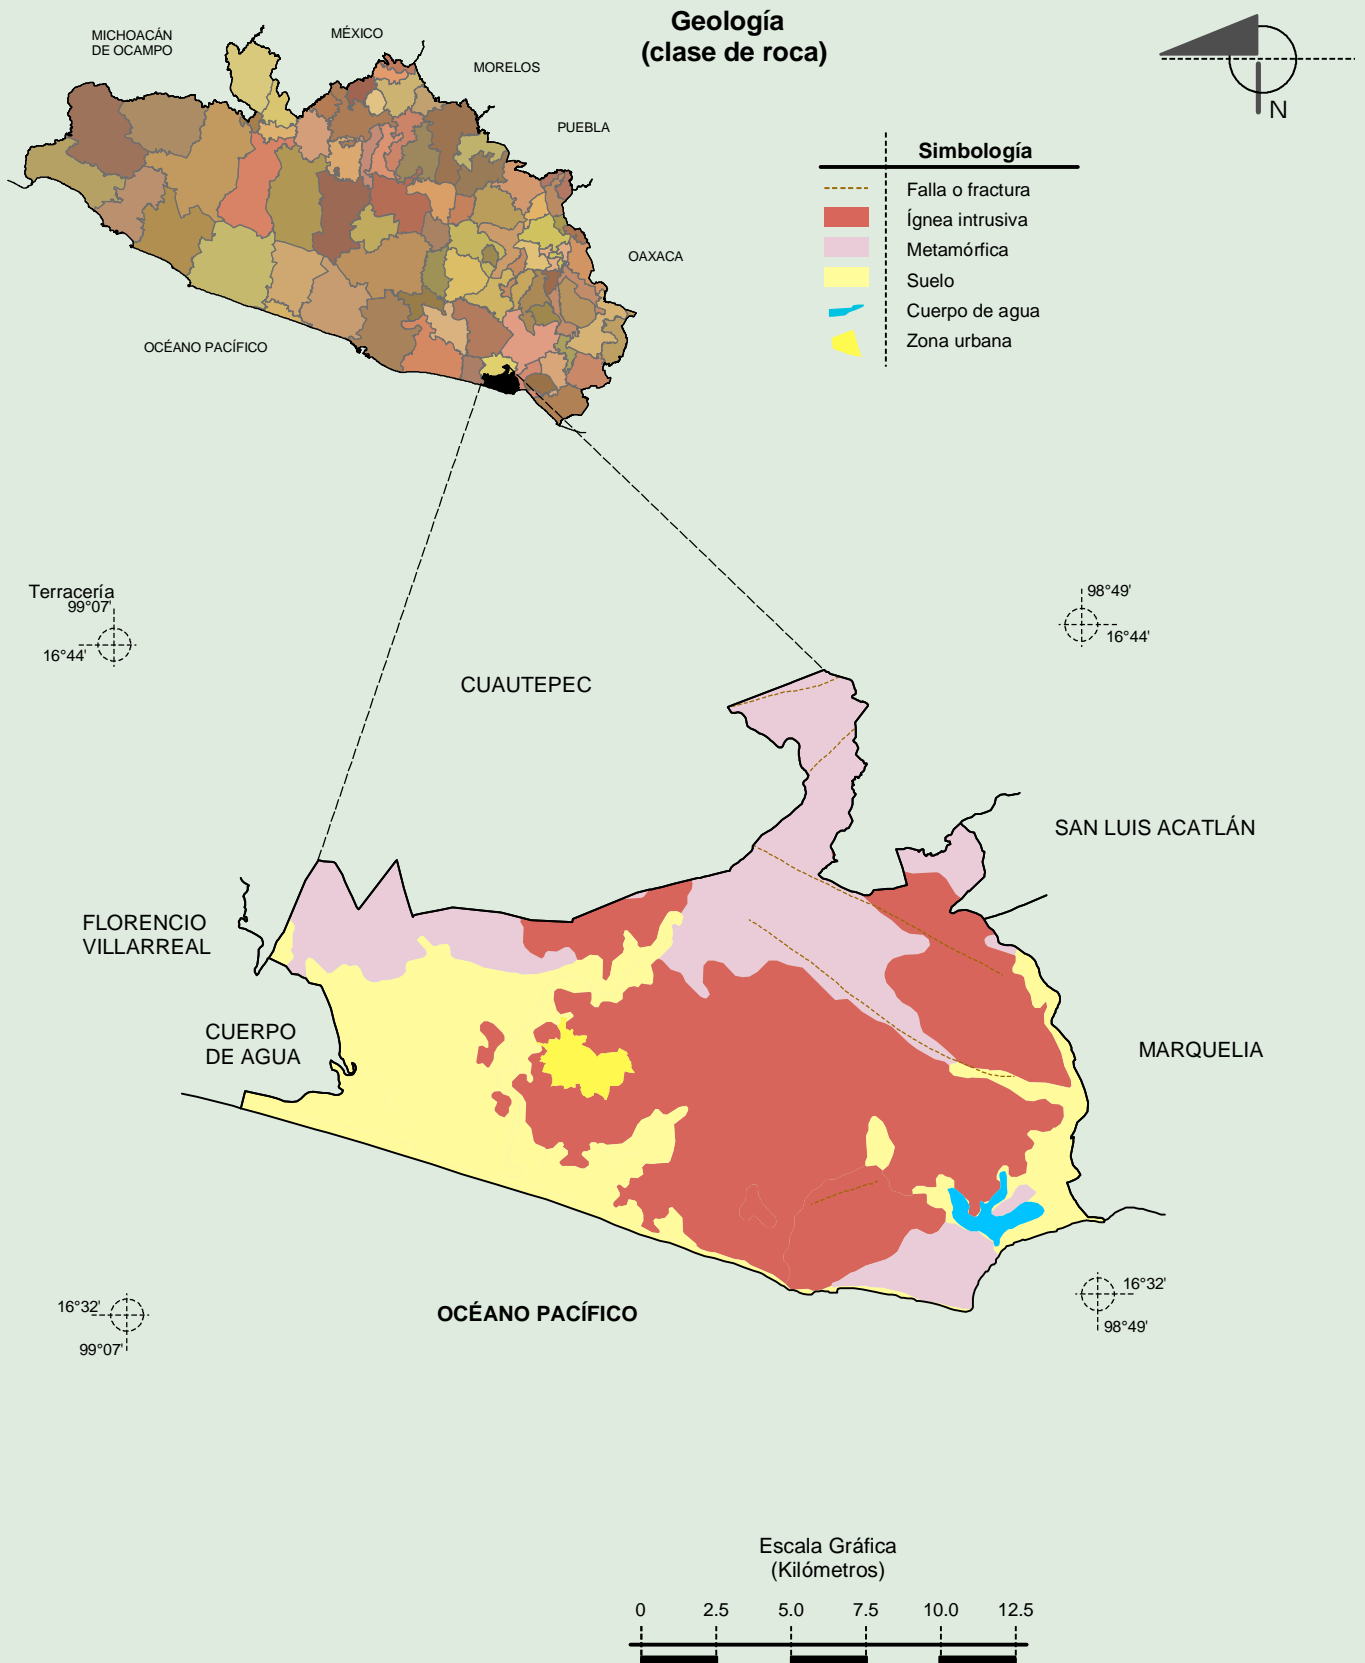 Geología
(clase de roca)
MICHOACÁN
DE OCAMPO
MÉXICO
MORELOS
PUEBLA
OAXACA
OCÉANO PACÍFICO
N
Simbología
Falla o fractura
Ígnea intrusiva
Metamórfica
Suelo
Cuerpo de agua
Zona urbana
Terracería
99°07'
16°44'
98°49'
16°44'
CUAUTEPEC
SAN LUIS ACATLÁN
FLORENCIO
VILLARREAL
CUERPO
DE AGUA
MARQUELIA
16°32'
99°07'
OCÉANO PACÍFICO
16°32'
98°49'
Escala Gráfica
(Kilómetros)
0 2.5 5.0 7.5 10.0 12.5